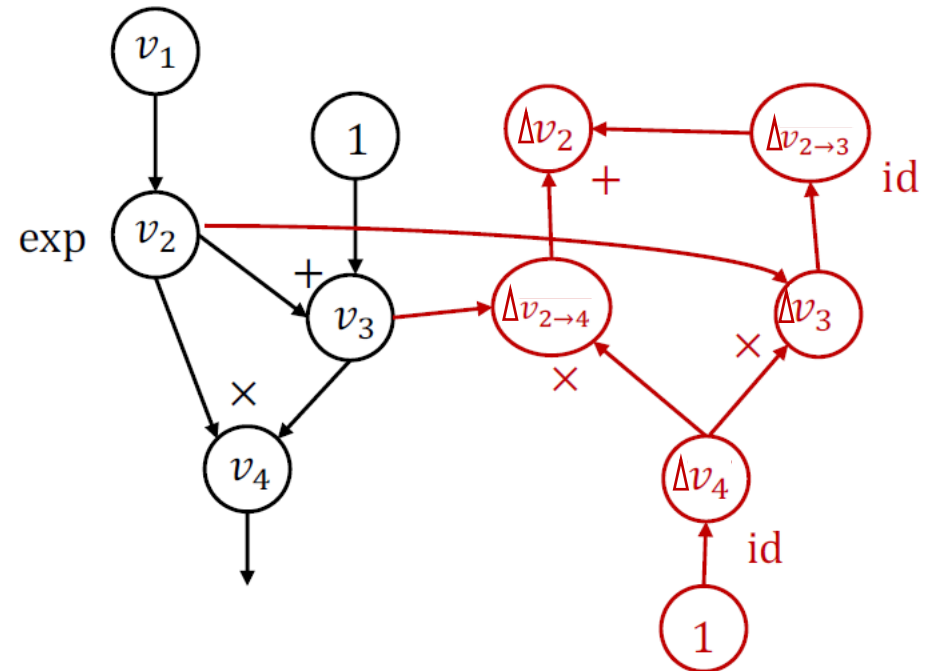 v₁
1
Δv₂
Δv₂→₃
+
id
exp
v₂
+
v₃
Δv₂→₄
Δv₃
×
×
×
v₄
Δv₄
id
1